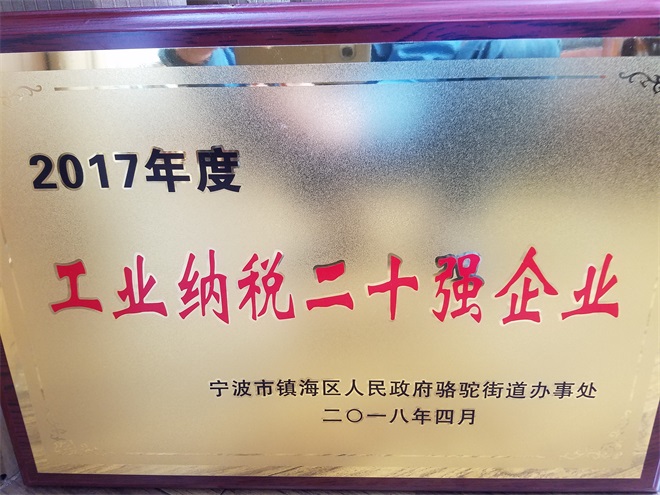 2017年度
工业纳税二十强企业
宁波市镇海区人民政府骆驼街道办事处
二〇一八年四月